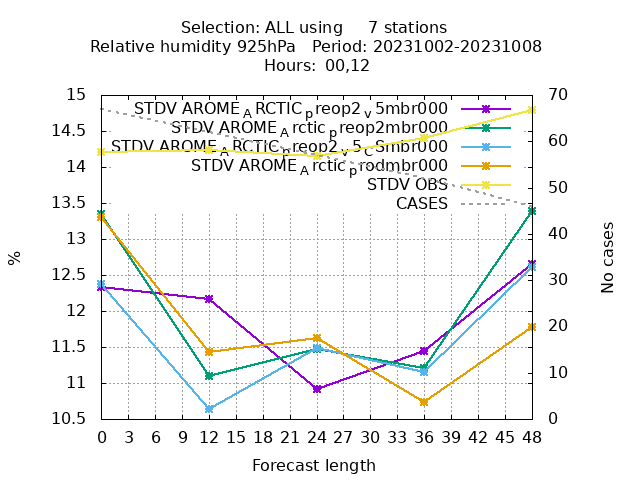 Selection: ALL using 7 stations
Relative humidity 925hPa Period: 20231002-20231008
Hours: 00,12
STDV AROME_ARCTIC_preop2_v5mbr000
STDV AROME_Arctic_preop2mbr000
STDV AROME_ARCTIC_preop2_v5_C5mbr000
STDV AROME_Arctic_prodmbr000
STDV OBS
CASES
%
No cases
15
14.5
14
13.5
13
12.5
12
11.5
11
10.5
70
60
50
40
30
20
10
0
0 3 6 9 12 15 18 21 24 27 30 33 36 39 42 45 48
Forecast length